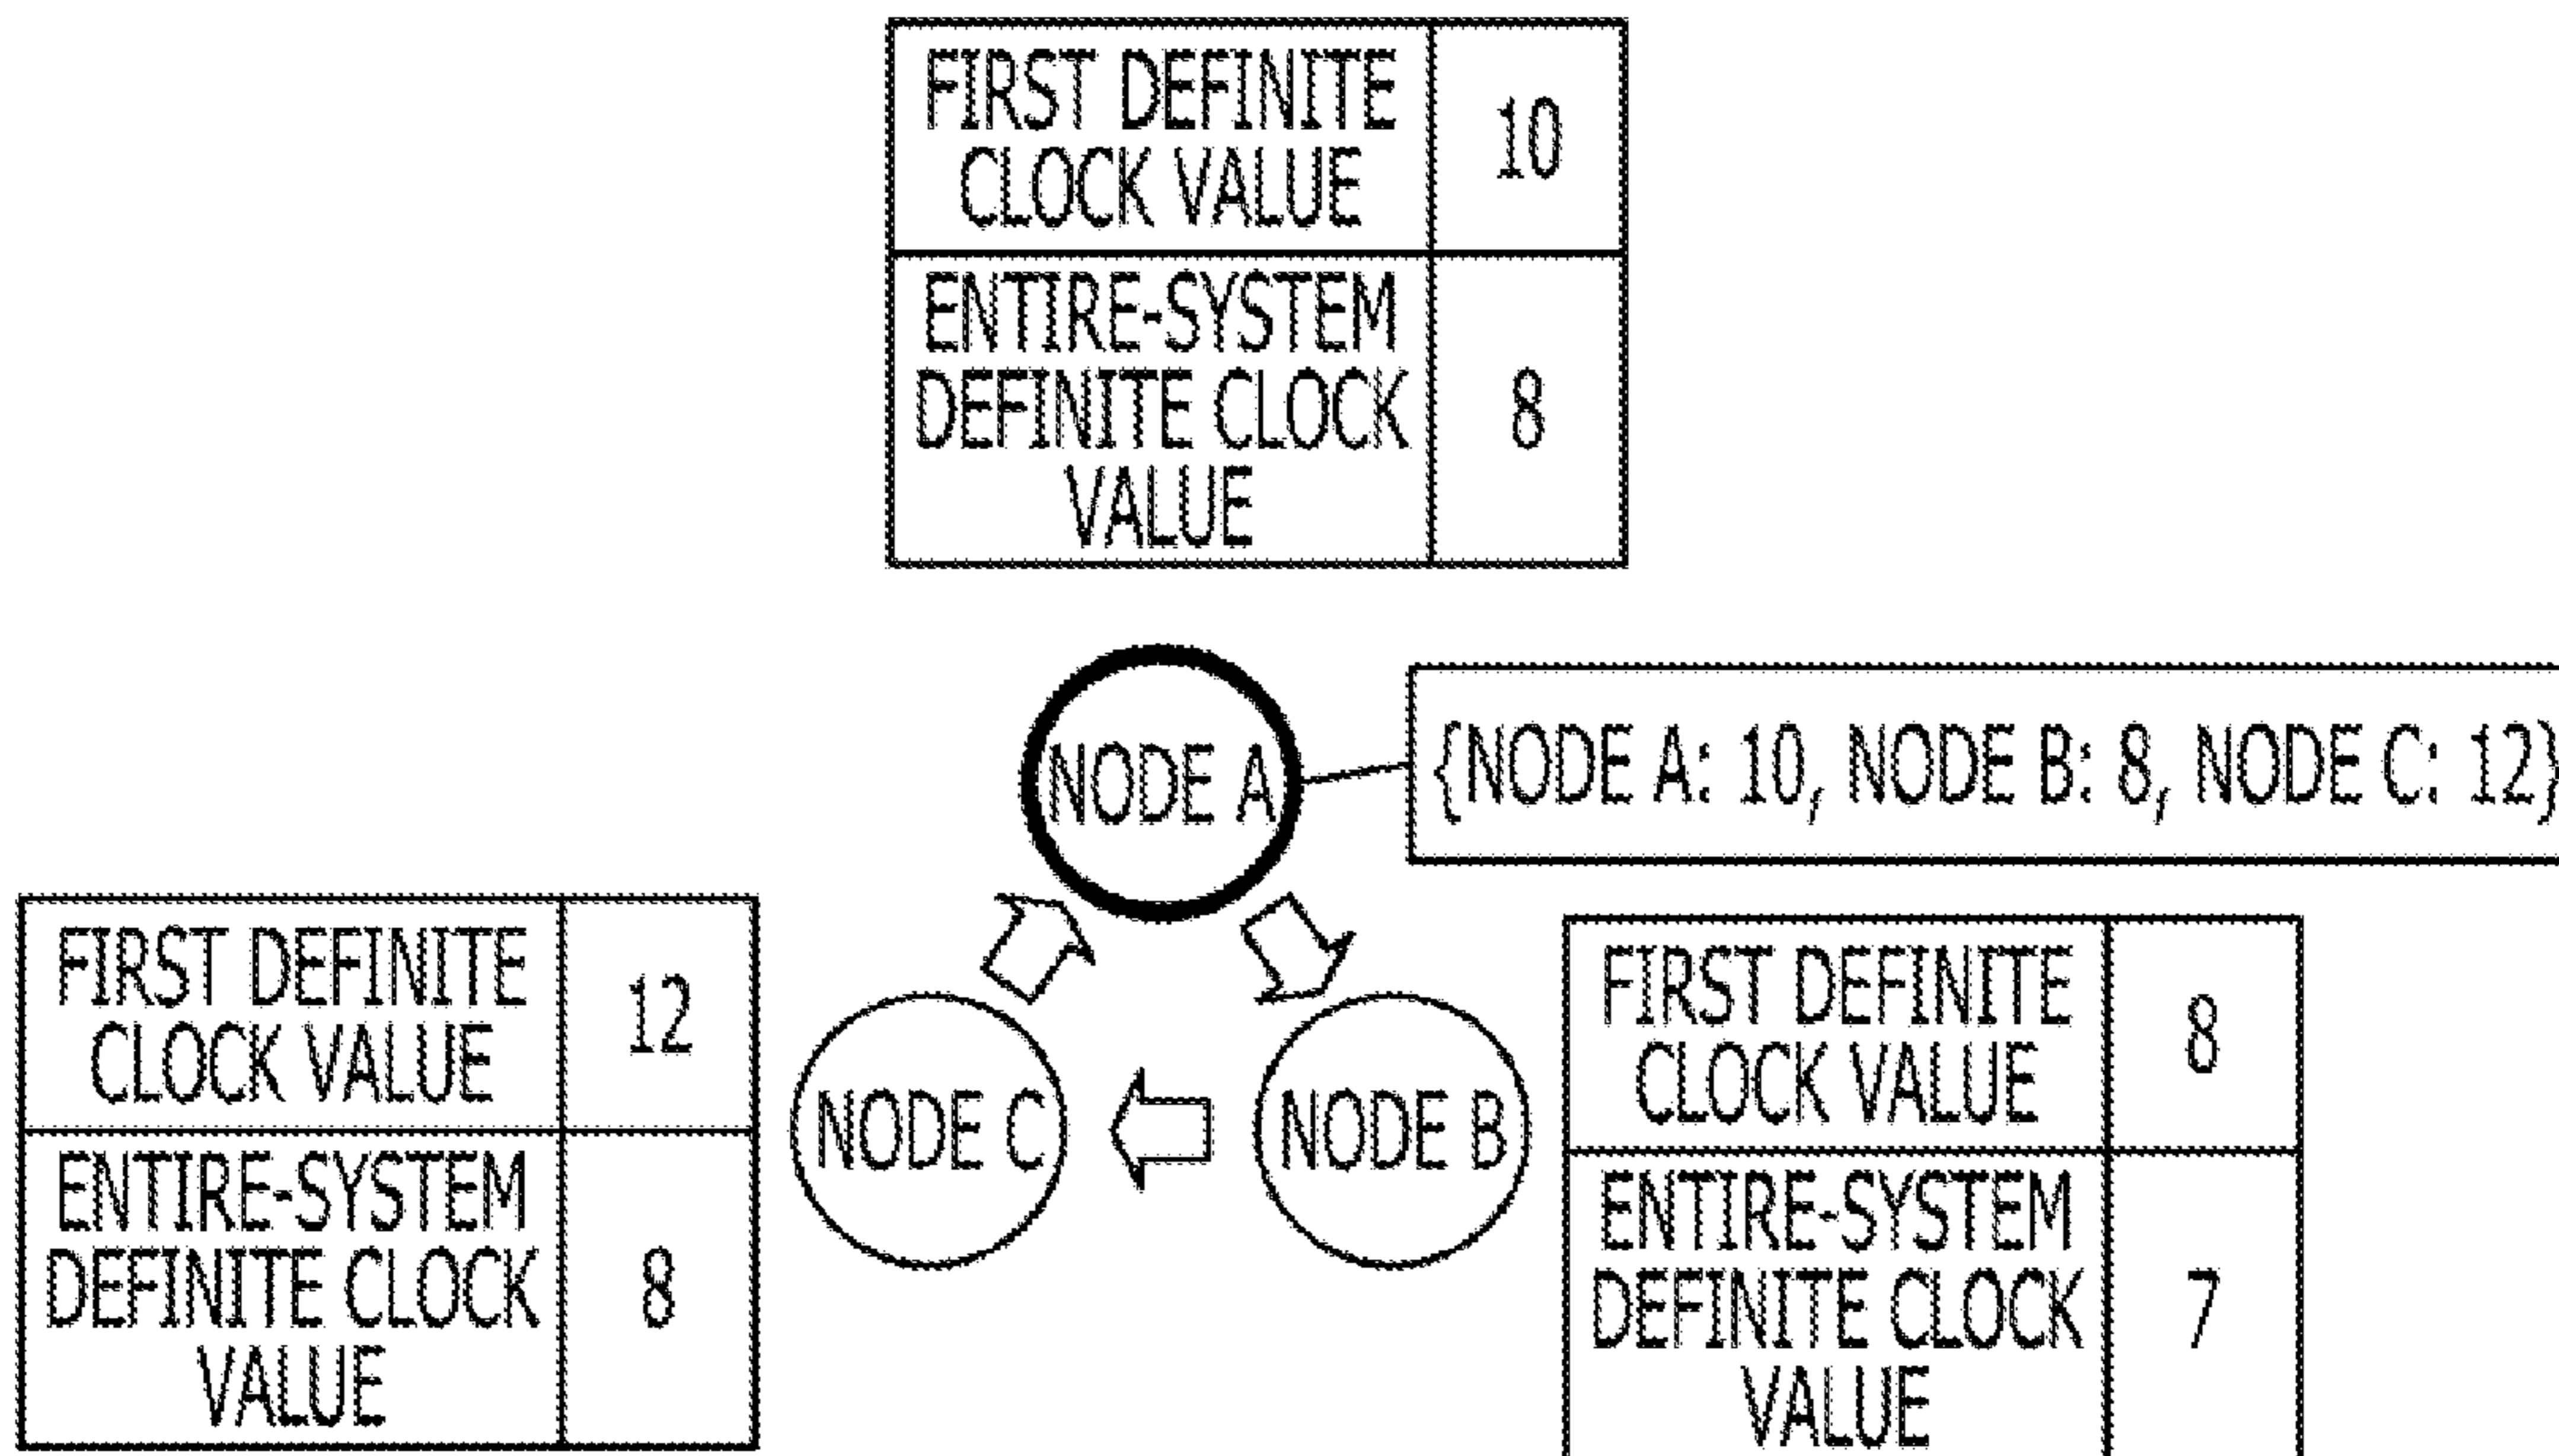 FIRST DEFINITE
CLOCK VALUE
10
ENTIRE-SYSTEM
DEFINITE CLOCK
VALUE
8
NODE A
{NODE A: 10, NODE B: 8, NODE C: 12}
FIRST DEFINITE
CLOCK VALUE
12
ENTIRE-SYSTEM
DEFINITE CLOCK
VALUE
8
NODE C
NODE B
FIRST DEFINITE
CLOCK VALUE
8
ENTIRE-SYSTEM
DEFINITE CLOCK
VALUE
7